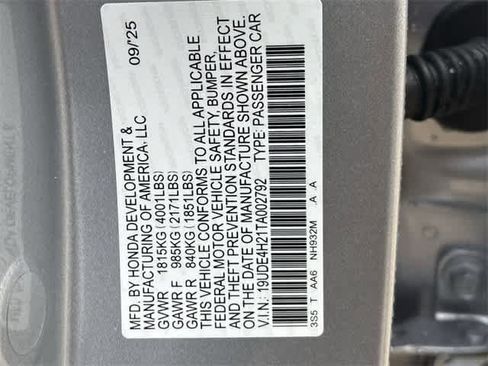 MFD. BY HONDA DEVELOPMENT & 09/'25
MANUFACTURING OF AMERICA, LLC
GVWR 1815KG(4001LBS)
GAWR F 985KG(2171LBS)
GAWR R 840KG(1851LBS)
THIS VEHICLE CONFORMS TO ALL APPLICABLE
FEDERAL MOTOR VEHICLE SAFETY, BUMPER,
AND THEFT PREVENTION STANDARDS IN EFFECT
ON THE DATE OF MANUFACTURE SHOWN ABOVE.
V.I.N: 19UDE4H21TA002792 TYPE: PASSENGER CAR
3S5 T AA6 NH932M A A